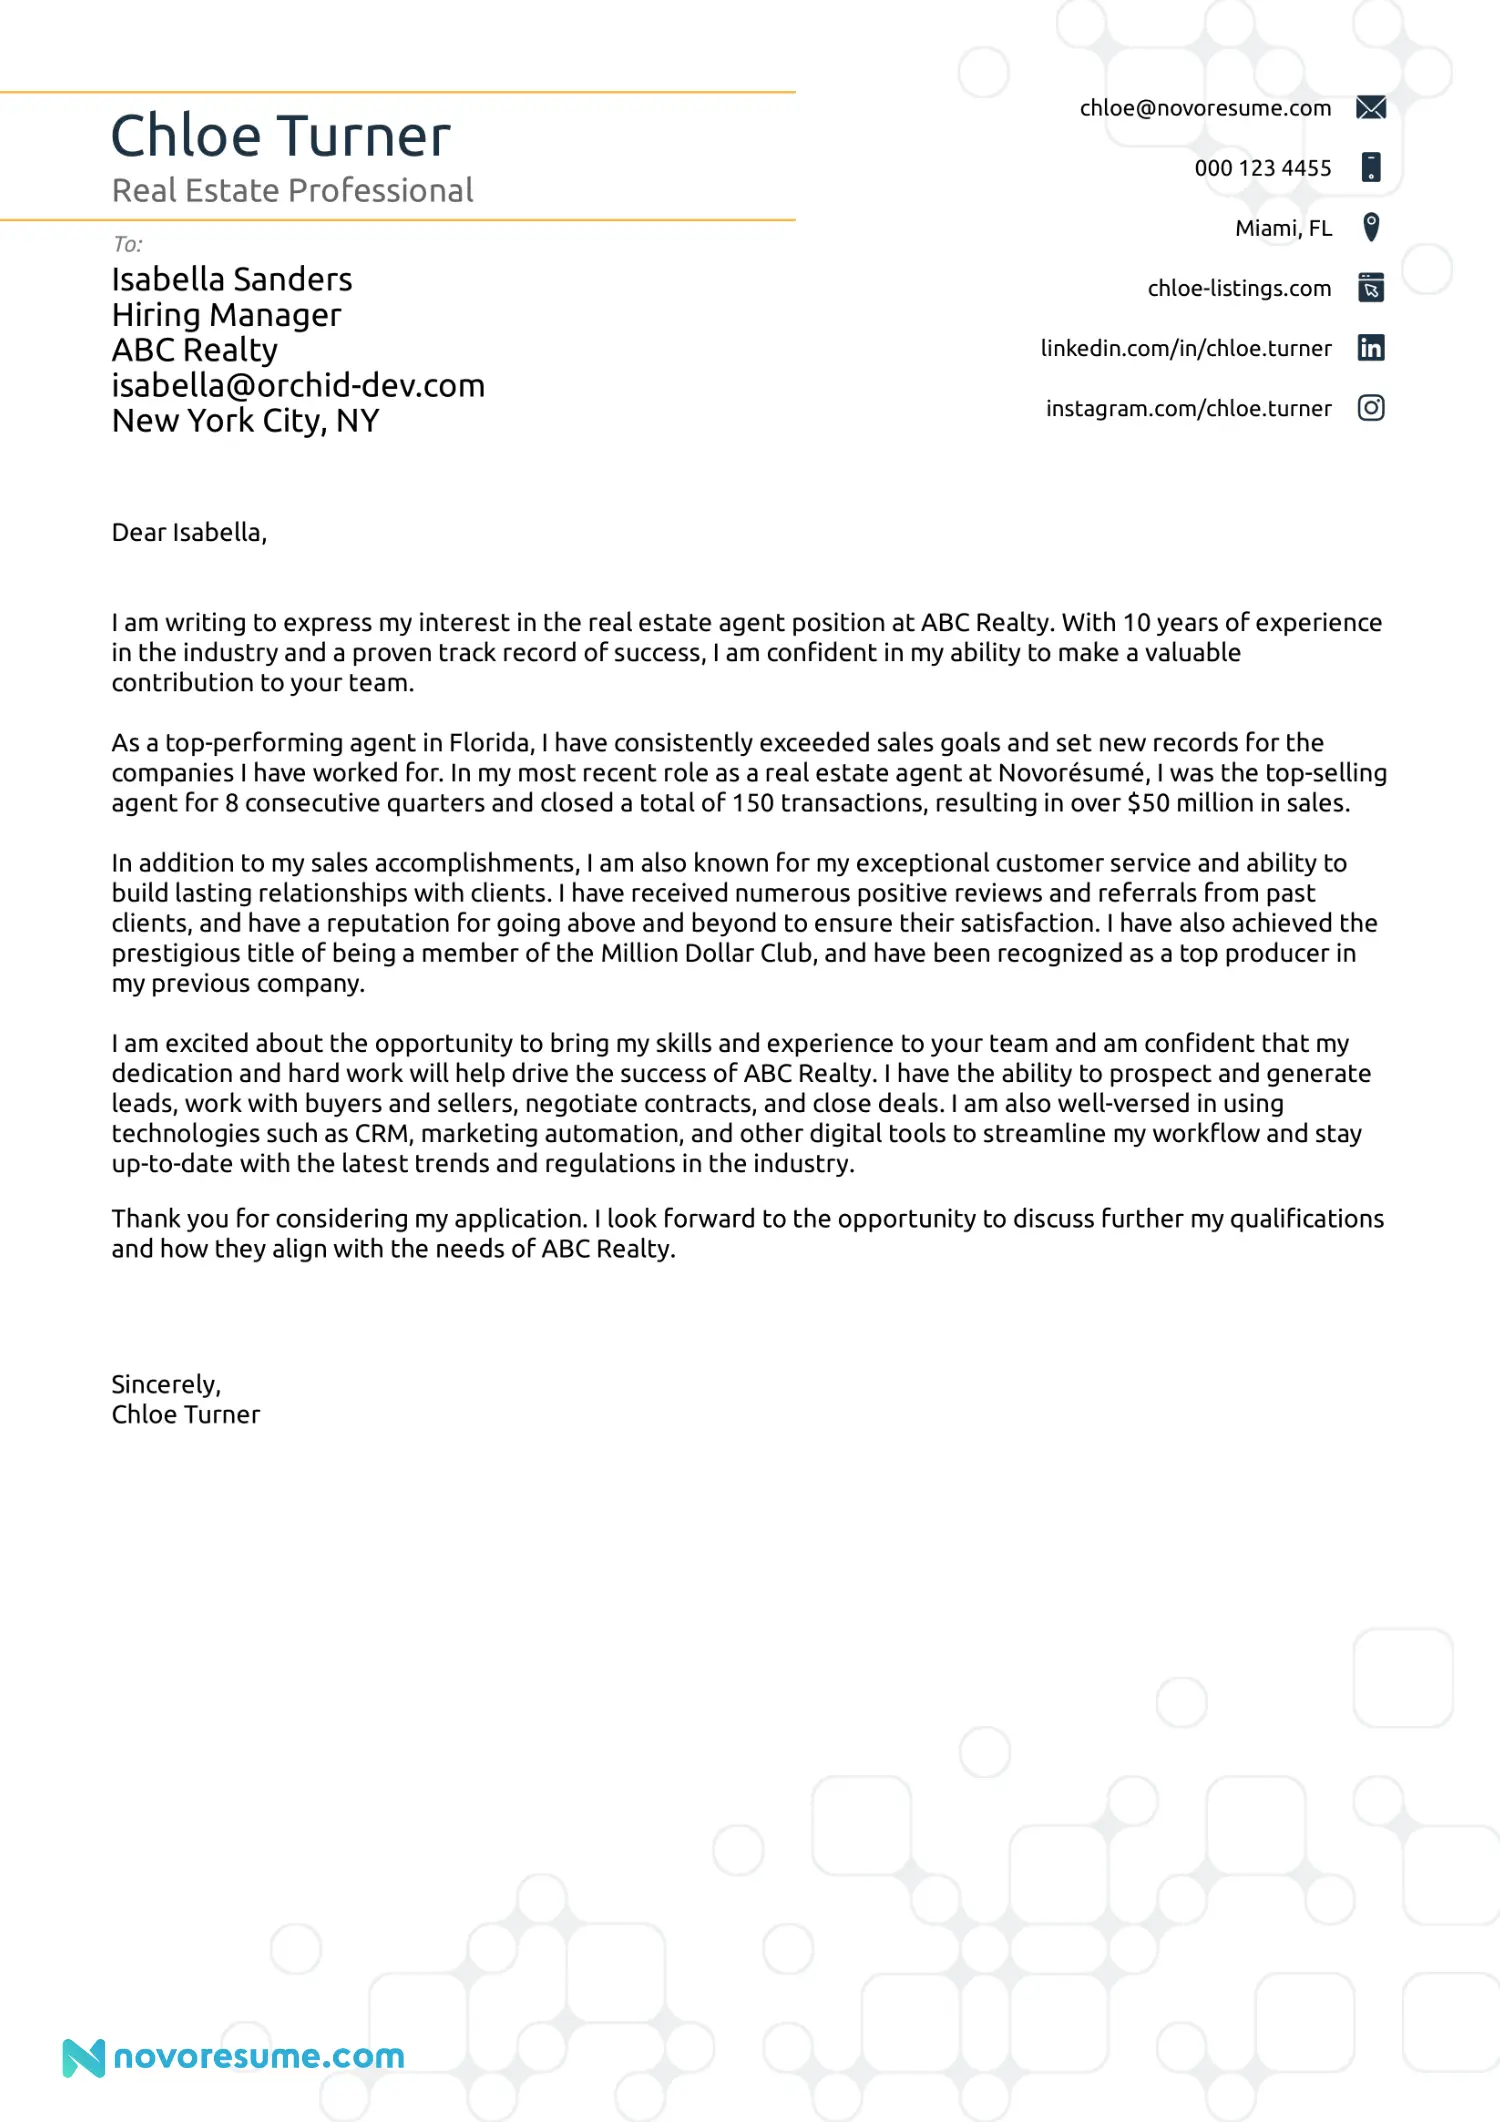 Chloe Turner
Real Estate Professional
To:
Isabella Sanders
Hiring Manager
ABC Realty
isabella@orchid-dev.com
New York City, NY
chloe@novoresume.com
000 123 4455
Miami, FL
chloe-listings.com
linkedin.com/in/chloe.turner
instagram.com/chloe.turner
Dear Isabella,
I am writing to express my interest in the real estate agent position at ABC Realty. With 10 years of experience
in the industry and a proven track record of success, I am confident in my ability to make a valuable
contribution to your team.
As a top-performing agent in Florida, I have consistently exceeded sales goals and set new records for the
companies I have worked for. In my most recent role as a real estate agent at Novorésumé, I was the top-selling
agent for 8 consecutive quarters and closed a total of 150 transactions, resulting in over $50 million in sales.
In addition to my sales accomplishments, I am also known for my exceptional customer service and ability to
build lasting relationships with clients. I have received numerous positive reviews and referrals from past
clients, and have a reputation for going above and beyond to ensure their satisfaction. I have also achieved the
prestigious title of being a member of the Million Dollar Club, and have been recognized as a top producer in
my previous company.
I am excited about the opportunity to bring my skills and experience to your team and am confident that my
dedication and hard work will help drive the success of ABC Realty. I have the ability to prospect and generate
leads, work with buyers and sellers, negotiate contracts, and close deals. I am also well-versed in using
technologies such as CRM, marketing automation, and other digital tools to streamline my workflow and stay
up-to-date with the latest trends and regulations in the industry.
Thank you for considering my application. I look forward to the opportunity to discuss further my qualifications
and how they align with the needs of ABC Realty.
Sincerely,
Chloe Turner
novoresume.com